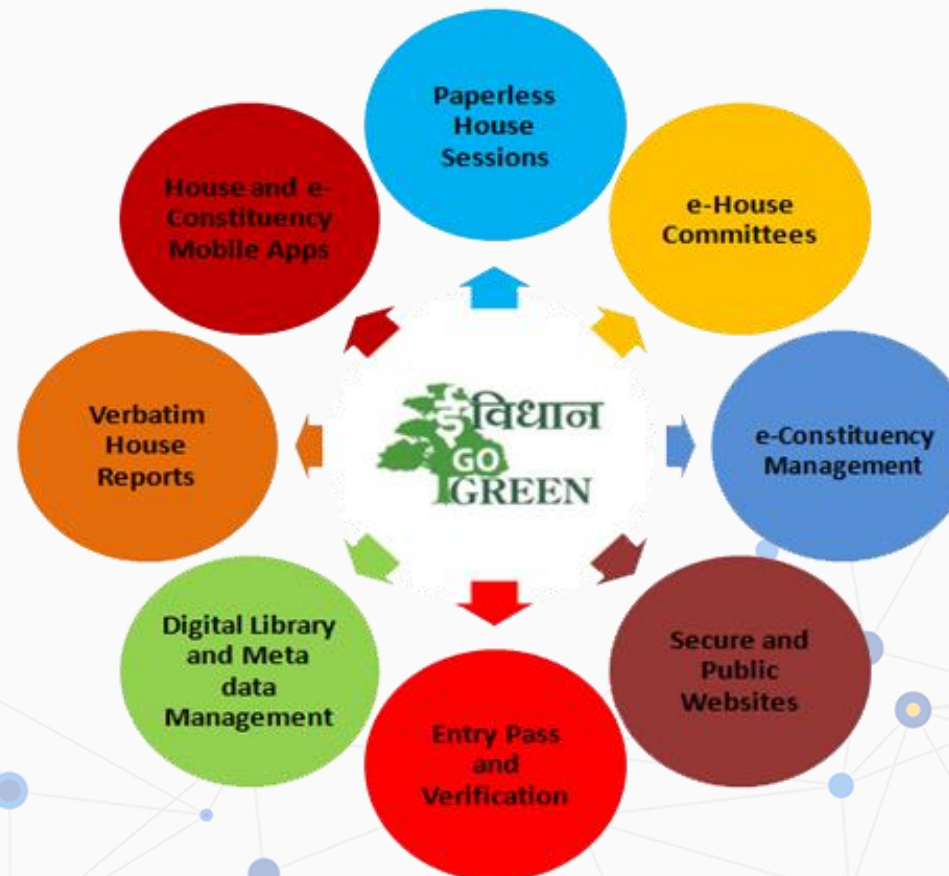 Paperless
House
Sessions
e-House
Committees
e-Constituency
Management
Secure and
Public
Websites
Entry Pass
and
Verification
Digital Library
and Meta
data
Management
Verbatim
House
Reports
House and e-
Constituency
Mobile Apps
ईविधान
GO
GREEN